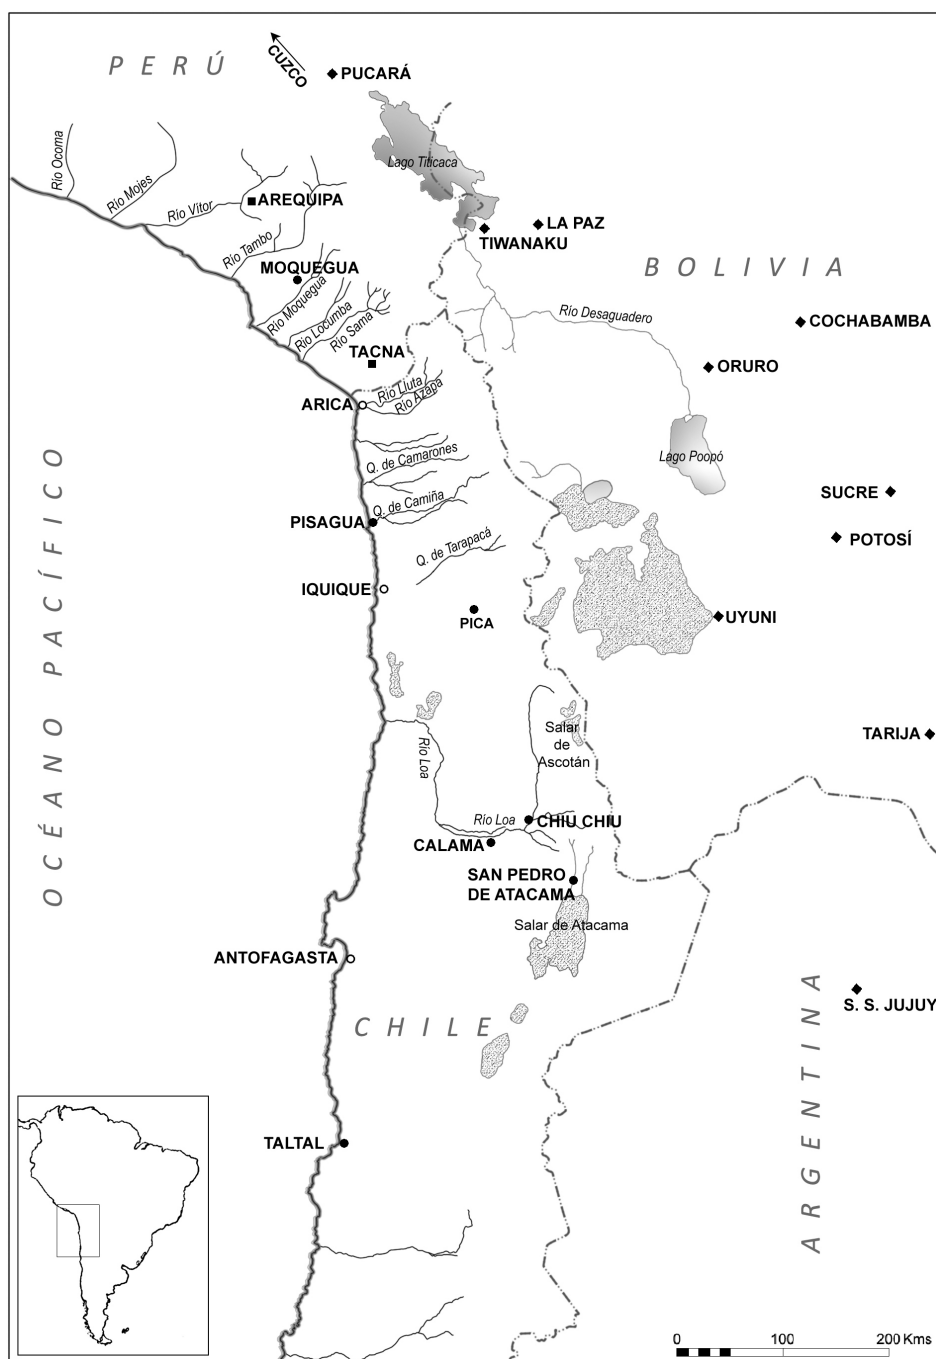 PERÚ
CUZCO
PUCARÁ
Río Ocoma
Río Mojes
Río Vítor
AREQUIPA
Lago Titicaca
LA PAZ
TIWANAKU
Río Tambo
MOQUEGUA
Río Moquegua
BOLIVIA
Río Locumba
Río Sama
Río Desaguadero
COCHABAMBA
TACNA
ORURO
Río Lluta
ARICA
Río Azapa
Q. de Camarones
Lago Poopó
SUCRE
Q. de Camiña
PISAGUA
POTOSÍ
Q. de Tarapacá
IQUIQUE
PICA
UYUNI
OCÉANO PACÍFICO
Río Loa
Salar
de
Ascotán
TARIJA
Río Loa
CHIU CHIU
CALAMA
SAN PEDRO
DE ATACAMA
Salar de Atacama
ANTOFAGASTA
S. S. JUJUY
CHILE
ARGENTINA
TALTAL
0 100 200 Kms